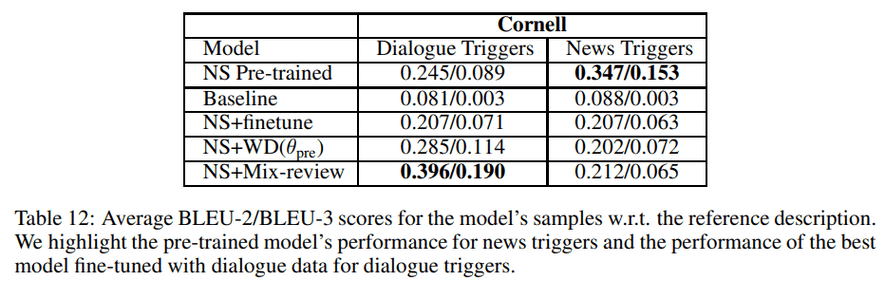 Cornell
Model Dialogue Triggers News Triggers
NS Pre-trained 0.245/0.089 0.347/0.153
Baseline 0.081/0.003 0.088/0.003
NS+finetune 0.207/0.071 0.207/0.063
NS+WD(θpre) 0.285/0.114 0.202/0.072
NS+Mix-review 0.396/0.190 0.212/0.065
Table 12: Average BLEU-2/BLEU-3 scores for the model's samples w.r.t. the reference description.
We highlight the pre-trained model's performance for news triggers and the performance of the best
model fine-tuned with dialogue data for dialogue triggers.